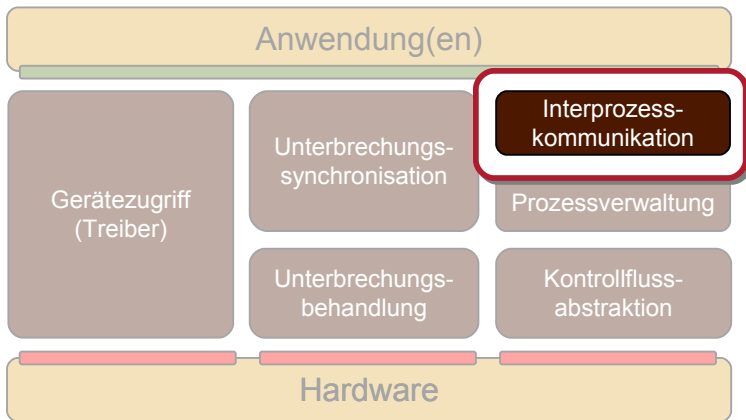 Anwendung(en)
Gerätezugriff
(Treiber)
Unterbrechungs-
synchronisation
Interprozess-
kommunikation
Prozessverwaltung
Unterbrechungs-
behandlung
Kontrollfluss-
abstraktion
Hardware